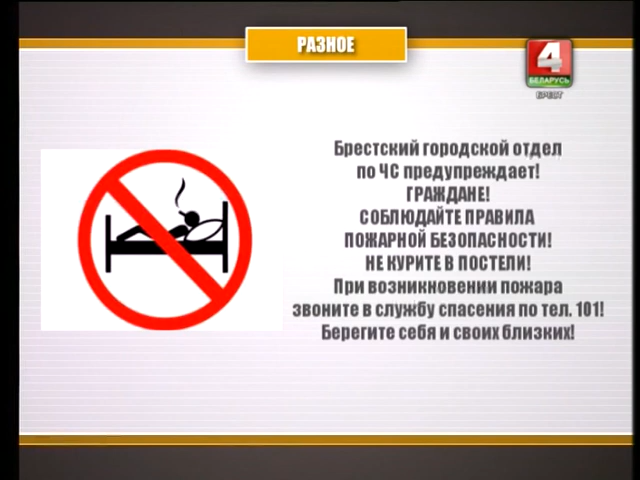 РАЗНОЕ
4
БЕЛАРУСЬ
БРЕСТ
Брестский городской отдел
по ЧС предупреждает!
ГРАЖДАНЕ!
СОБЛЮДАЙТЕ ПРАВИЛА
ПОЖАРНОЙ БЕЗОПАСНОСТИ!
НЕ КУРИТЕ В ПОСТЕЛИ!
При возникновении пожара
звоните в службу спасения по тел. 101!
Берегите себя и своих близких!